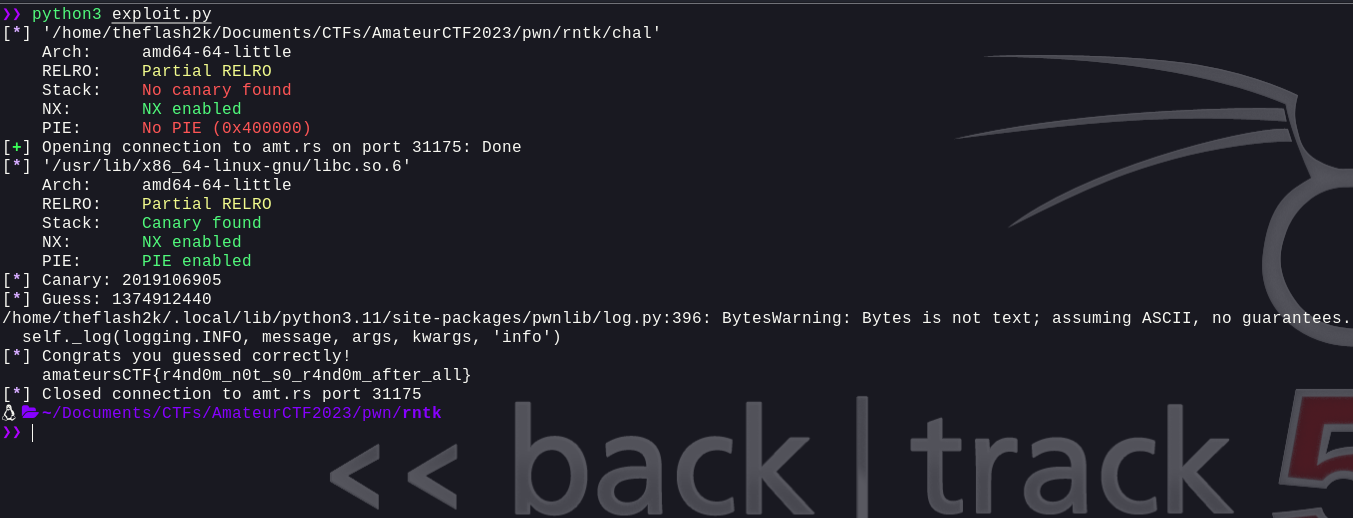 ❯❯ python3 exploit.py
[*] '/home/theflash2k/Documents/CTFs/AmateurCTF2023/pwn/rntk/chal'
    Arch:     amd64-64-little
    RELRO:    Partial RELRO
    Stack:    No canary found
    NX:       NX enabled
    PIE:      No PIE (0x400000)
[+] Opening connection to amt.rs on port 31175: Done
[*] '/usr/lib/x86_64-linux-gnu/libc.so.6'
    Arch:     amd64-64-little
    RELRO:    Partial RELRO
    Stack:    Canary found
    NX:       NX enabled
    PIE:      PIE enabled
[*] Canary: 2019106905
[*] Guess: 1374912440
/home/theflash2k/.local/lib/python3.11/site-packages/pwnlib/log.py:396: BytesWarning: Bytes is not text; assuming ASCII, no guarantees.
  self._log(logging.INFO, message, args, kwargs, 'info')
[*] Congrats you guessed correctly!
    amateursCTF{r4nd0m_n0t_s0_r4nd0m_after_all}
[*] Closed connection to amt.rs port 31175
~/Documents/CTFs/AmateurCTF2023/pwn/rntk
❯❯
<< back | track 5